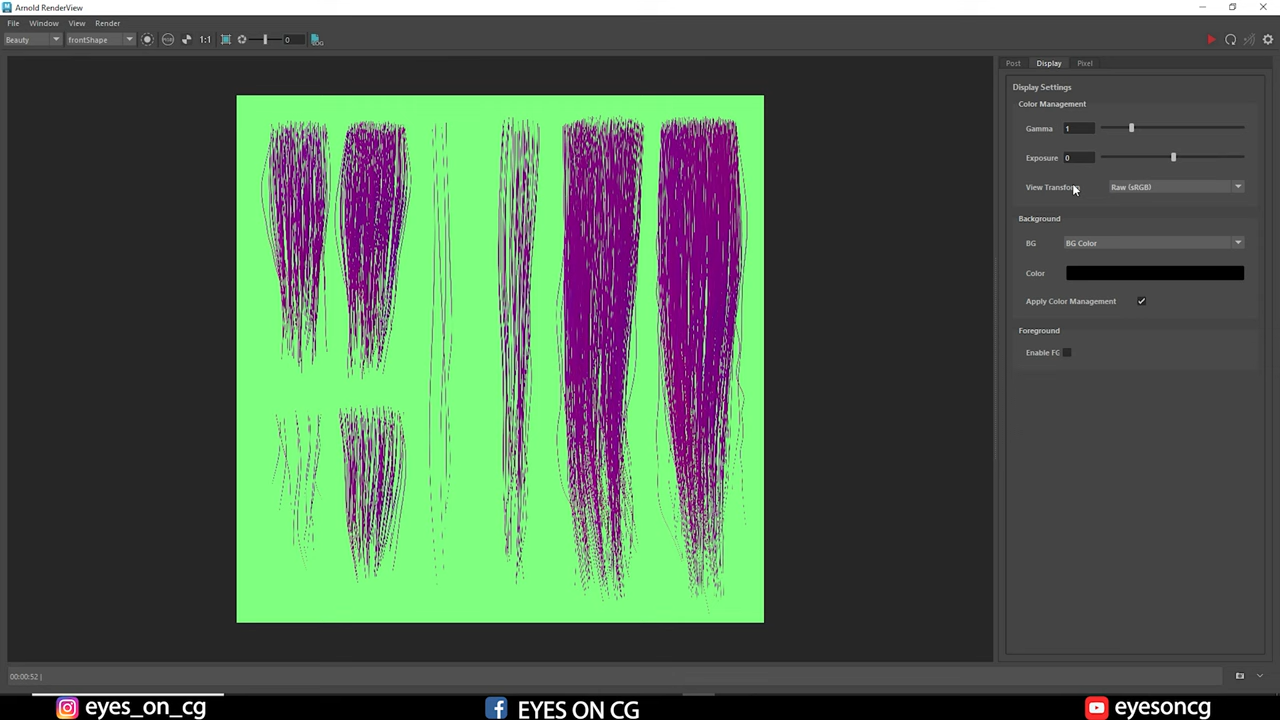 Arnold RenderView
File Window View Render
Beauty frontShape 1:1 0
Post Display Pixel
Display Settings
Color Management
Gamma 1
Exposure 0
View Transform Raw (sRGB)
Background
BG BG Color
Color
Apply Color Management
Foreground
Enable FG
00:00:52 |
eyes_on_cg EYES ON CG eyesoncg